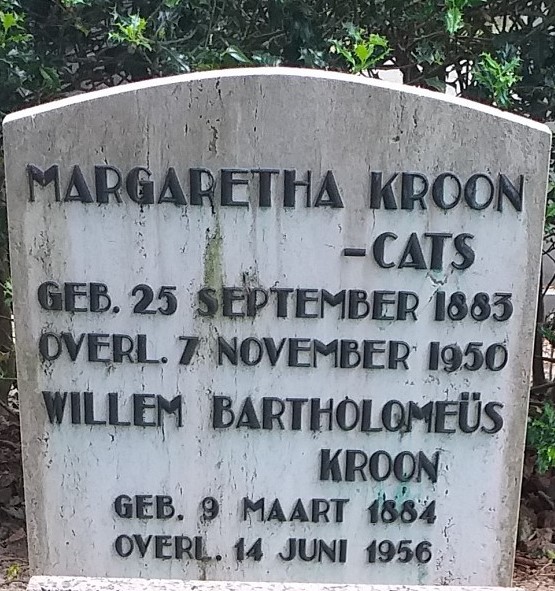 MARGARETHA KROON
-CATS
GEB. 25 SEPTEMBER 1883
OVERL. 7 NOVEMBER 1950
WILLEM BARTHOLOMEÜS
KROON
GEB. 9 MAART 1884
OVERL. 14 JUNI 1956